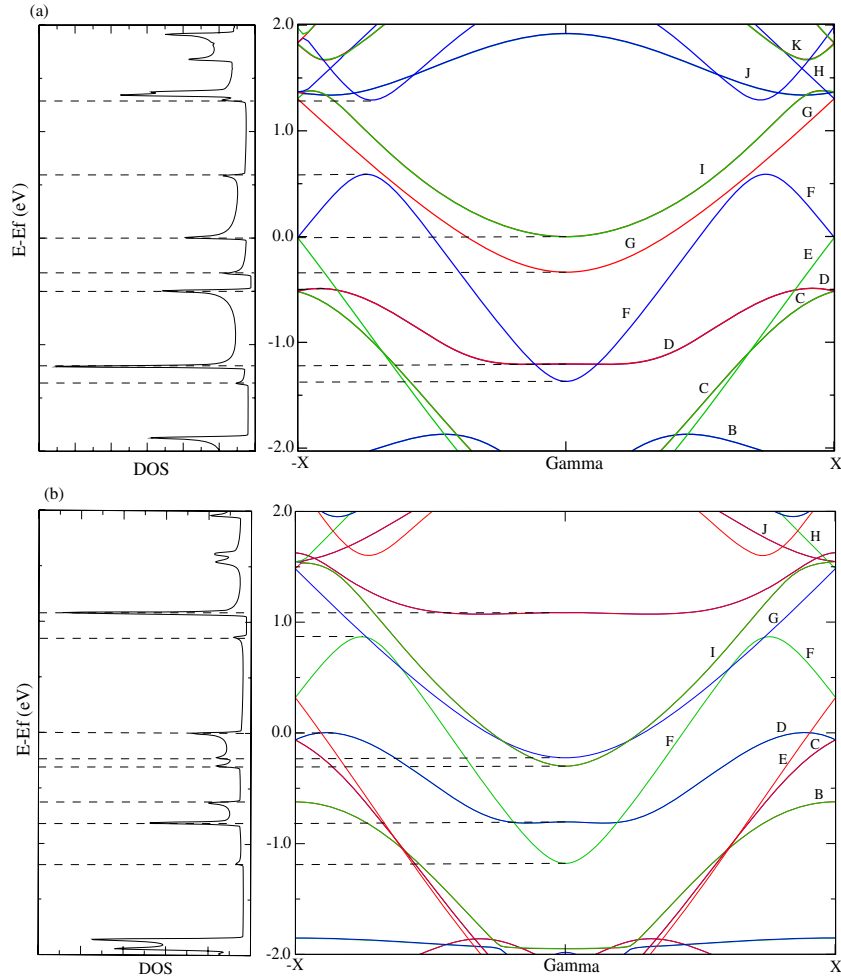 (a)
2.0
1.0
0.0
-1.0
-2.0
E-Ef (eV)
DOS
-X
Gamma
X
K
J
H
G
I
F
G
E
F
D
C
D
C
B
(b)
2.0
1.0
0.0
-1.0
-2.0
E-Ef (eV)
DOS
-X
Gamma
X
J
H
G
I
F
D
F
C
E
B